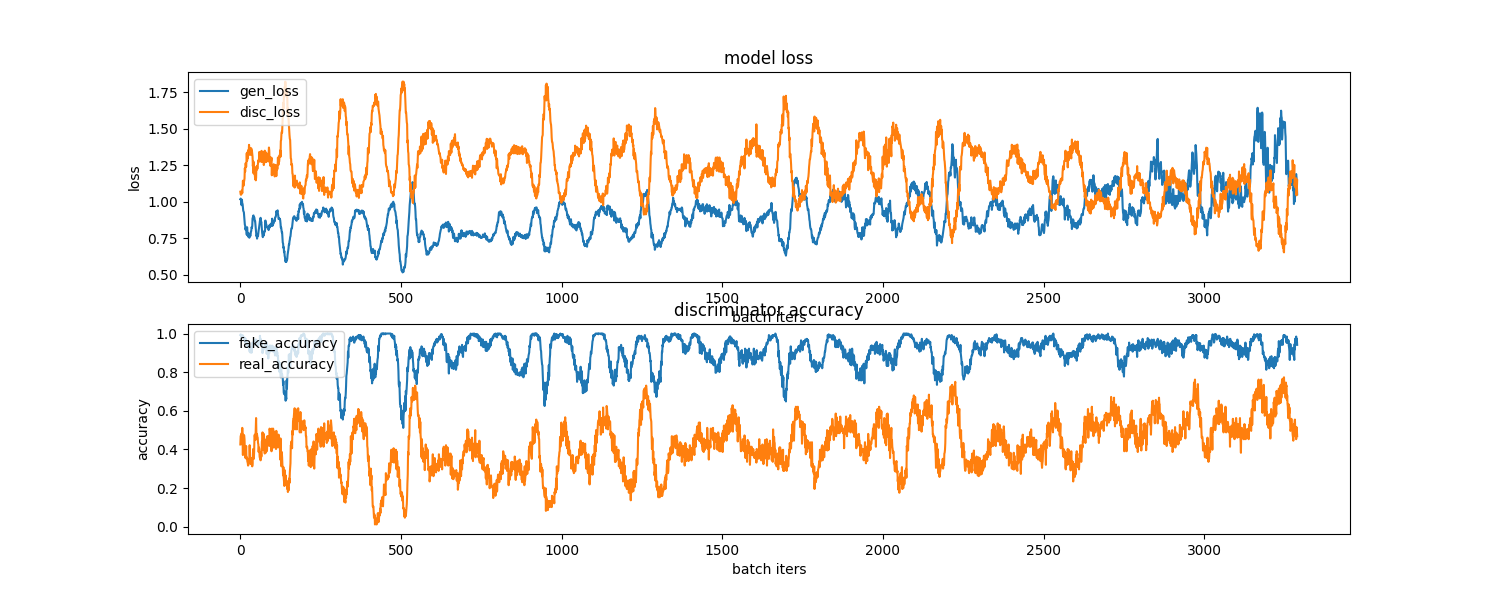 model loss
gen_loss
disc_loss
1.75
1.50
1.25
1.00
0.75
0.50
loss
0 500 1000 1500 2000 2500 3000
batch iters
discriminator accuracy
fake_accuracy
real_accuracy
1.0
0.8
0.6
0.4
0.2
0.0
accuracy
0 500 1000 1500 2000 2500 3000
batch iters